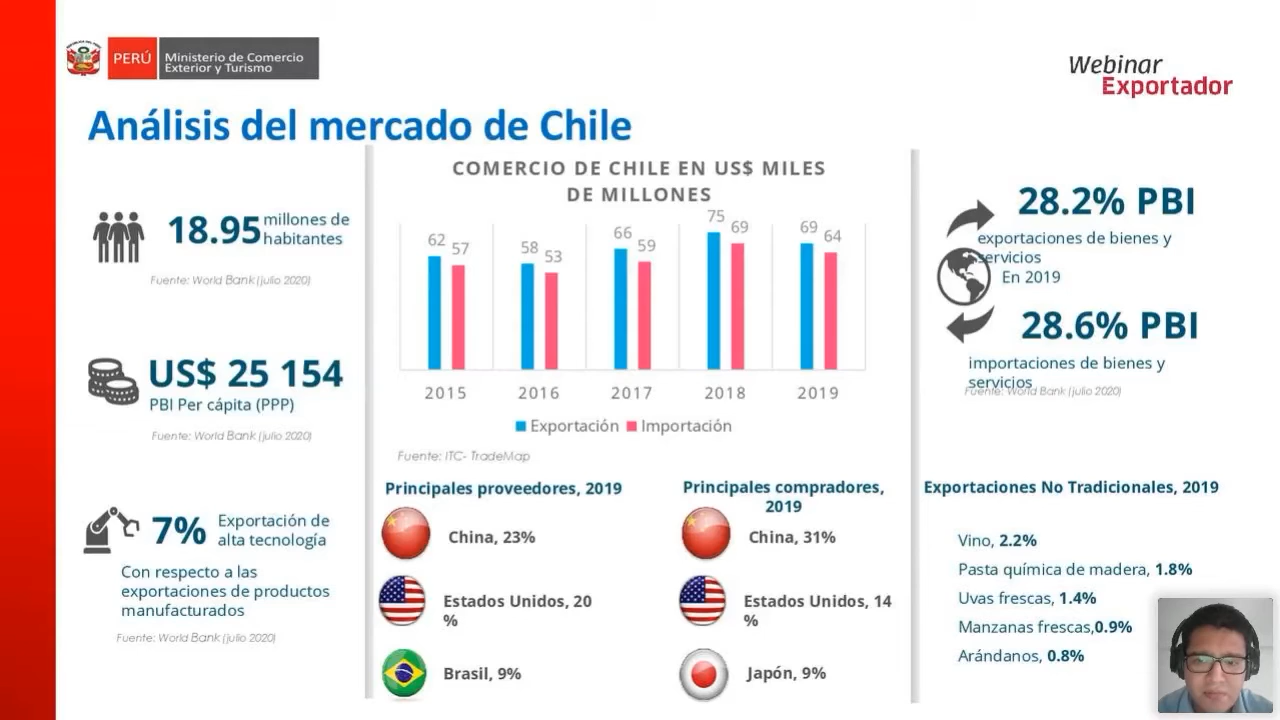 PERÚ
Ministerio de Comercio
Exterior y Turismo
Webinar
Exportador
Análisis del mercado de Chile
18.95 millones de
habitantes
Fuente: World Bank (julio 2020)
US$ 25 154
PBI Per cápita (PPP)
Fuente: World Bank (julio 2020)
7% Exportación de
alta tecnología
Con respecto a las
exportaciones de productos
manufacturados
Fuente: World Bank (julio 2020)
COMERCIO DE CHILE EN US$ MILES
DE MILLONES
62 57 58 53 66 59 75 69 69 64
2015 2016 2017 2018 2019
Exportación Importación
Fuente: ITC- TradeMap
Principales proveedores, 2019
China, 23%
Estados Unidos, 20
%
Brasil, 9%
Principales compradores,
2019
China, 31%
Estados Unidos, 14
%
Japón, 9%
28.2% PBI
exportaciones de bienes y
servicios
En 2019
28.6% PBI
importaciones de bienes y
servicios
Fuente: World Bank (julio 2020)
Exportaciones No Tradicionales, 2019
Vino, 2.2%
Pasta química de madera, 1.8%
Uvas frescas, 1.4%
Manzanas frescas,0.9%
Arándanos, 0.8%